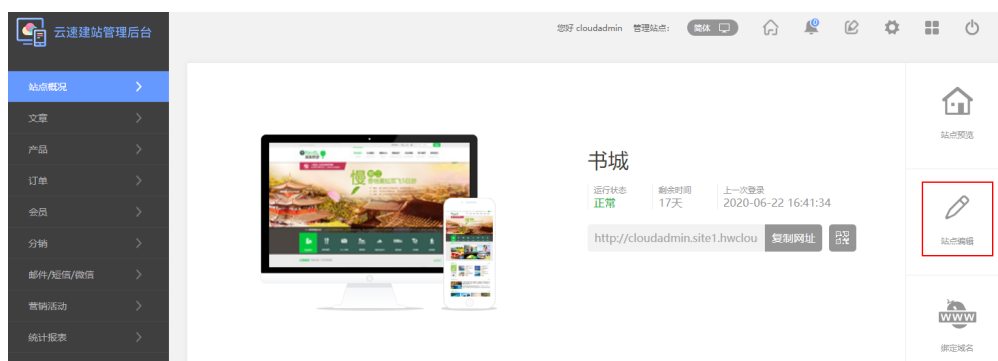 云速建站管理后台
您好 cloudadmin 管理站点： 简体
站点概况
文章
产品
订单
会员
分销
邮件/短信/微信
营销活动
统计报表
慢
书城
运行状态 剩余时间 上一次登录
正常 17天 2020-06-22 16:41:34
http://cloudadmin.site1.hwclou 复制网址
站点预览
站点编辑
WWW
绑定域名